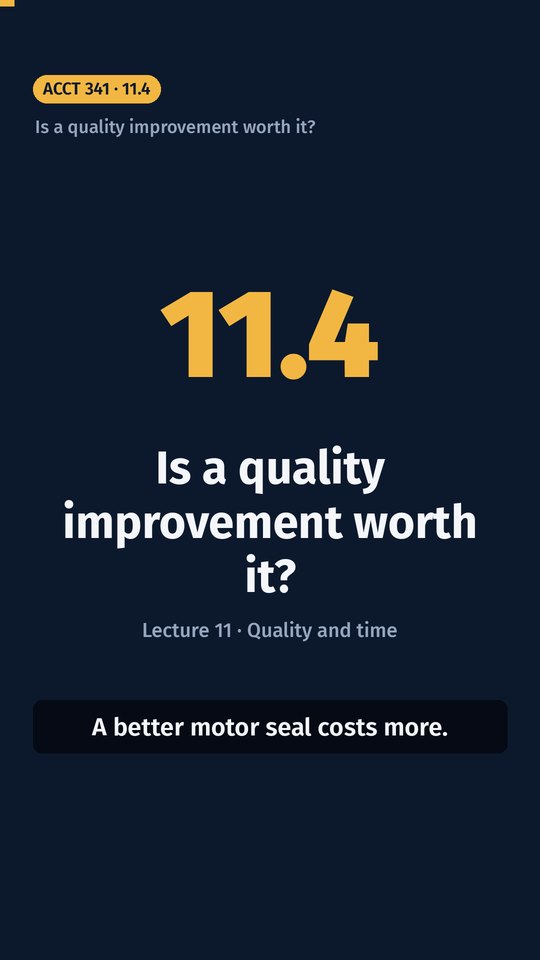 ACCT 341 · 11.4
Is a quality improvement worth it?
11.4
Is a quality
improvement worth
it?
Lecture 11 · Quality and time
A better motor seal costs more.